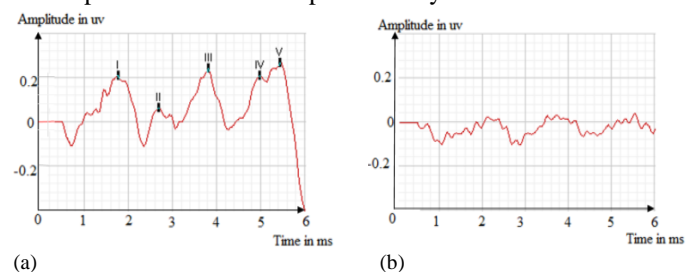 Amplitude in uv
0.2
0
-0.2
I
II
III
IV
V
0 1 2 3 4 5 6
Time in ms
(a)
Amplitude in uv
0.2
0
-0.2
0 1 2 3 4 5 6
Time in ms
(b)